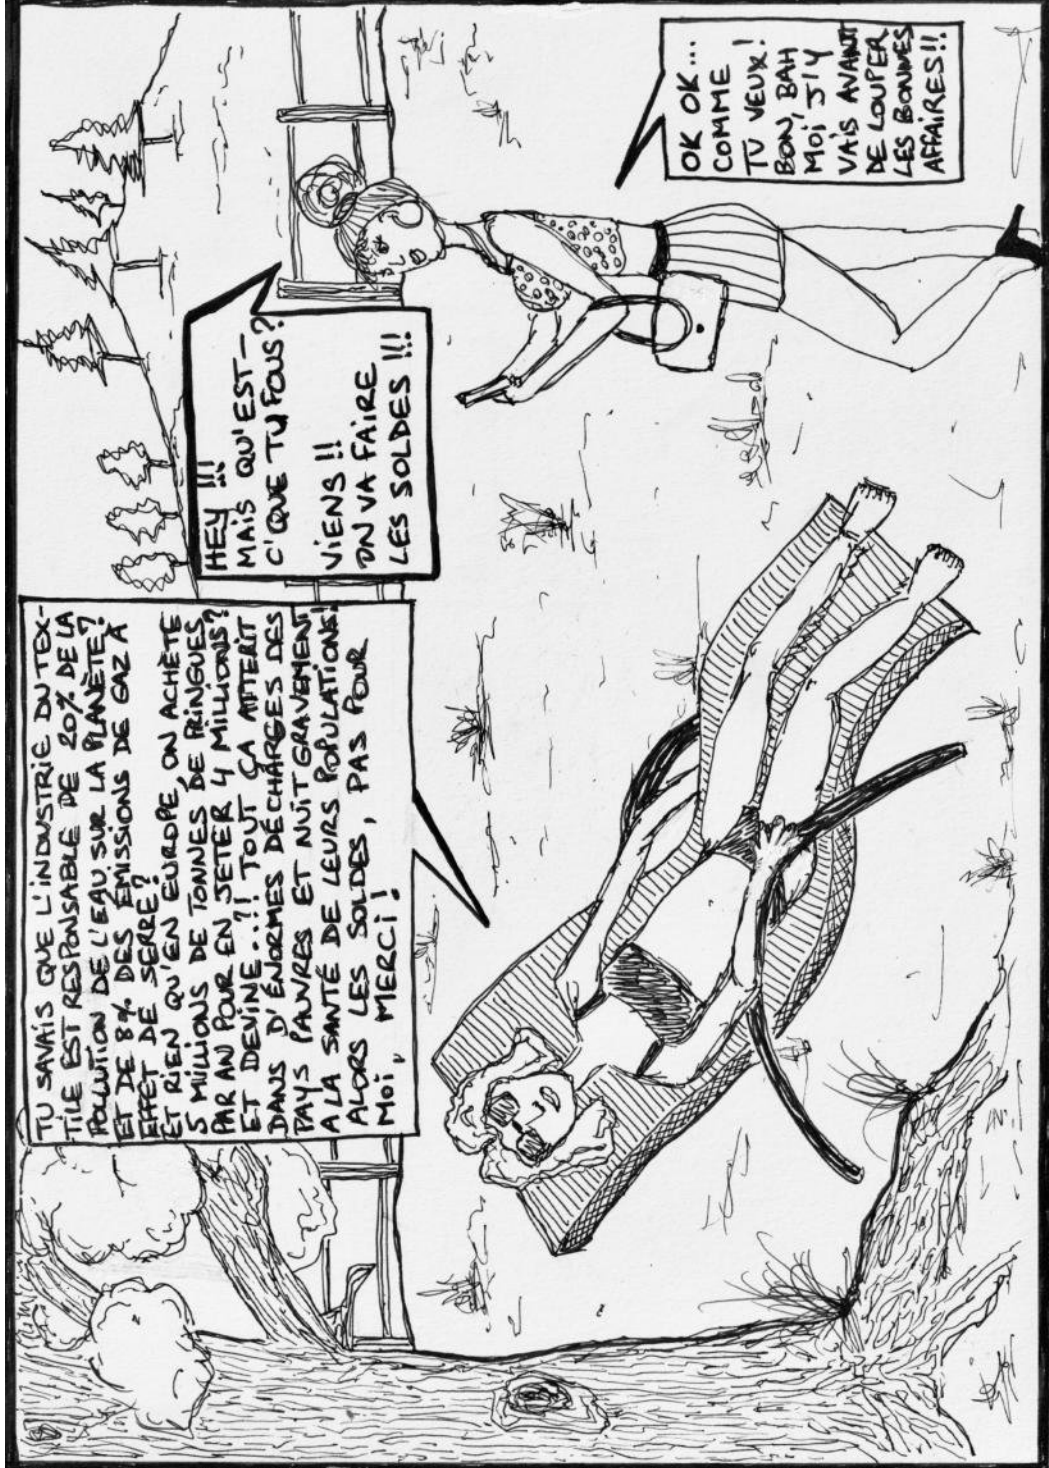 TU SAVAIS QUE L'INDUSTRIE DU TEX-
TILE EST RESPONSABLE DE 20% DE LA
POLLUTION DE L'EAU SUR LA PLANÈTE?
ET DE 8% DES ÉMISSIONS DE GAZ À
EFFET DE SERRE?
ET RIEN QU'EN EUROPE, ON ACHÈTE
5 MILLIONS DE TONNES DE FRINGUES
PAR AN POUR EN JETER 4 MILLIONS?
ET DEVINE..?! TOUT ÇA ATTERIT
DANS D'ÉNORMES DÉCHARGES DES
PAYS PAUVRES ET NUIT GRAVEMENT
A LA SANTÉ DE LEURS POPULATIONS!
ALORS LES SOLDES, PAS POUR
MOI, MERCI!
HEY !!!
MAIS QU'EST-
C'QUE TU FOUS?
VIENS !!
ON VA FAIRE
LES SOLDES !!!
OK OK...
COMME
TU VEUX!
BON, BAH
MOI J'Y
VAIS AVANT
DE LOUPER
LES BONNES
AFFAIRES!!